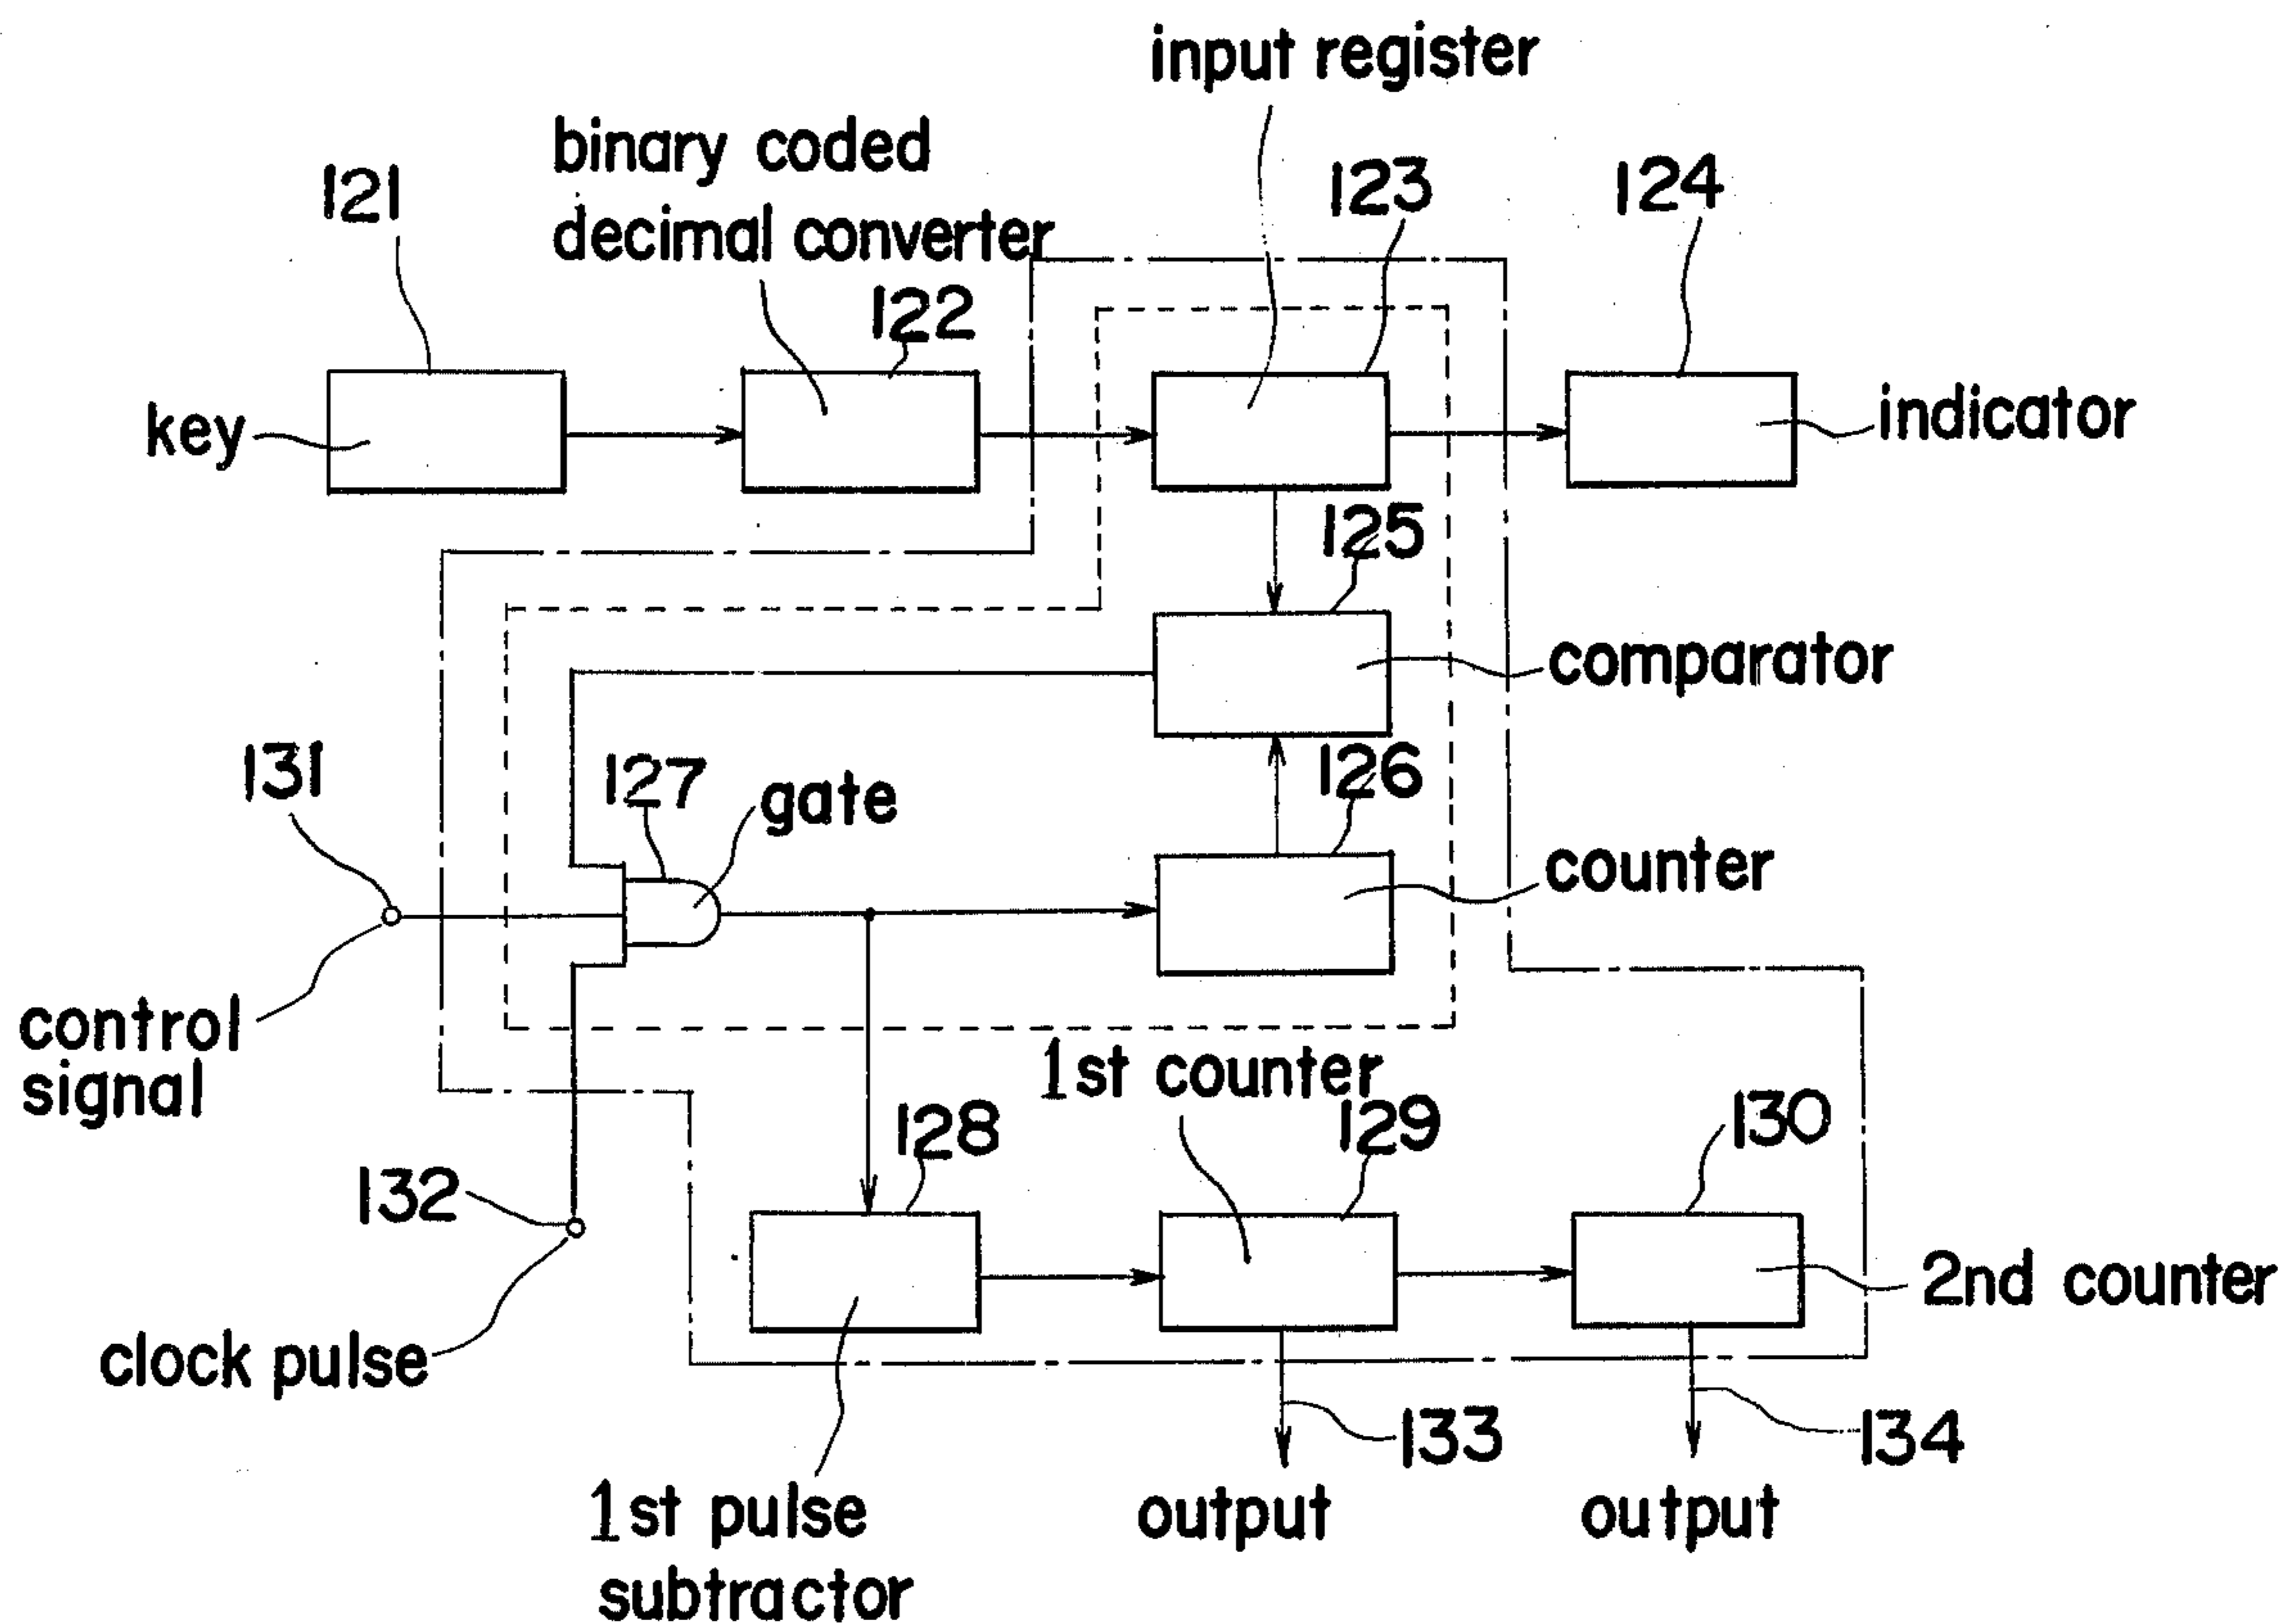 input register
binary coded
decimal converter
121
122
123
124
key
indicator
125
comparator
131
127
gate
126
counter
control
signal
1st counter
128
129
130
132
2nd counter
clock pulse
133
134
1st pulse
subtractor
output
output